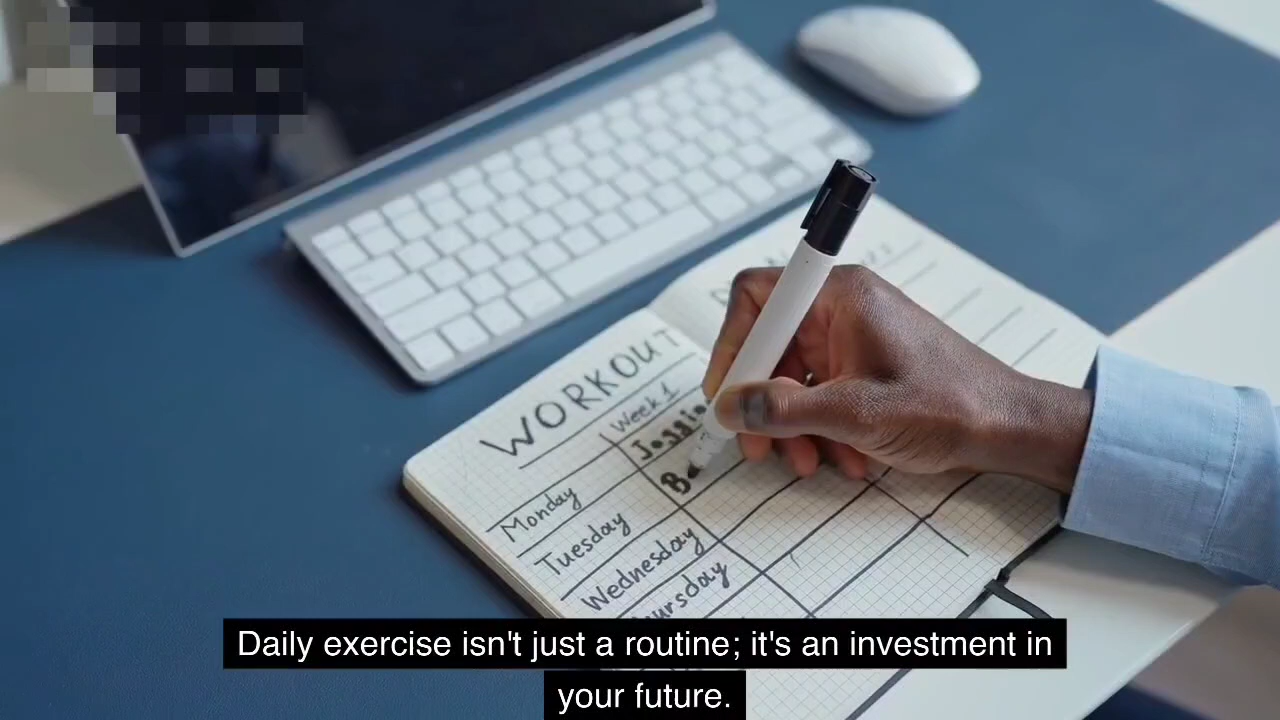 WORKOUT
Week 1
Monday
Tuesday
Wednesday
Daily exercise isn't just a routine; it's an investment in
your future.